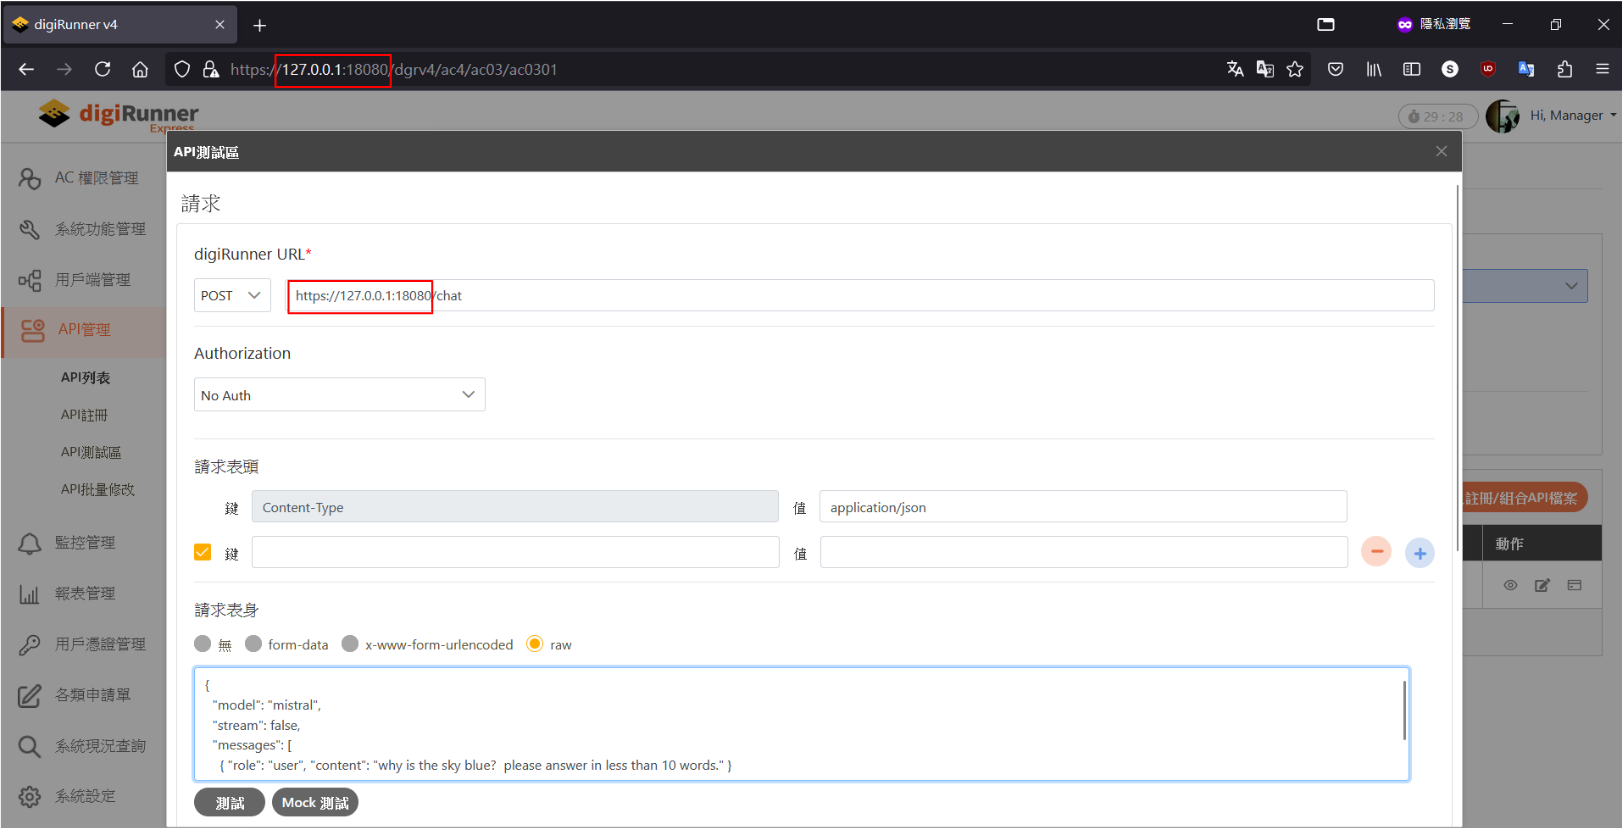 digiRunner v4
隱私瀏覽
https://127.0.0.1:18080/dgrv4/ac4/ac03/ac0301
digiRunner
Express
29 : 28
Hi, Manager
API測試區
AC 權限管理
系統功能管理
用戶端管理
API管理
API列表
API註冊
API測試區
API批量修改
監控管理
報表管理
用戶憑證管理
各類申請單
系統現況查詢
系統設定
請求
digiRunner URL*
POST
https://127.0.0.1:18080/chat
Authorization
No Auth
請求表頭
鍵 Content-Type 值 application/json
鍵 值
請求表身
無 form-data x-www-form-urlencoded raw
{
"model": "mistral",
"stream": false,
"messages": [
{ "role": "user", "content": "why is the sky blue?  please answer in less than 10 words." }
測試 Mock 測試
註冊/組合API檔案
動作